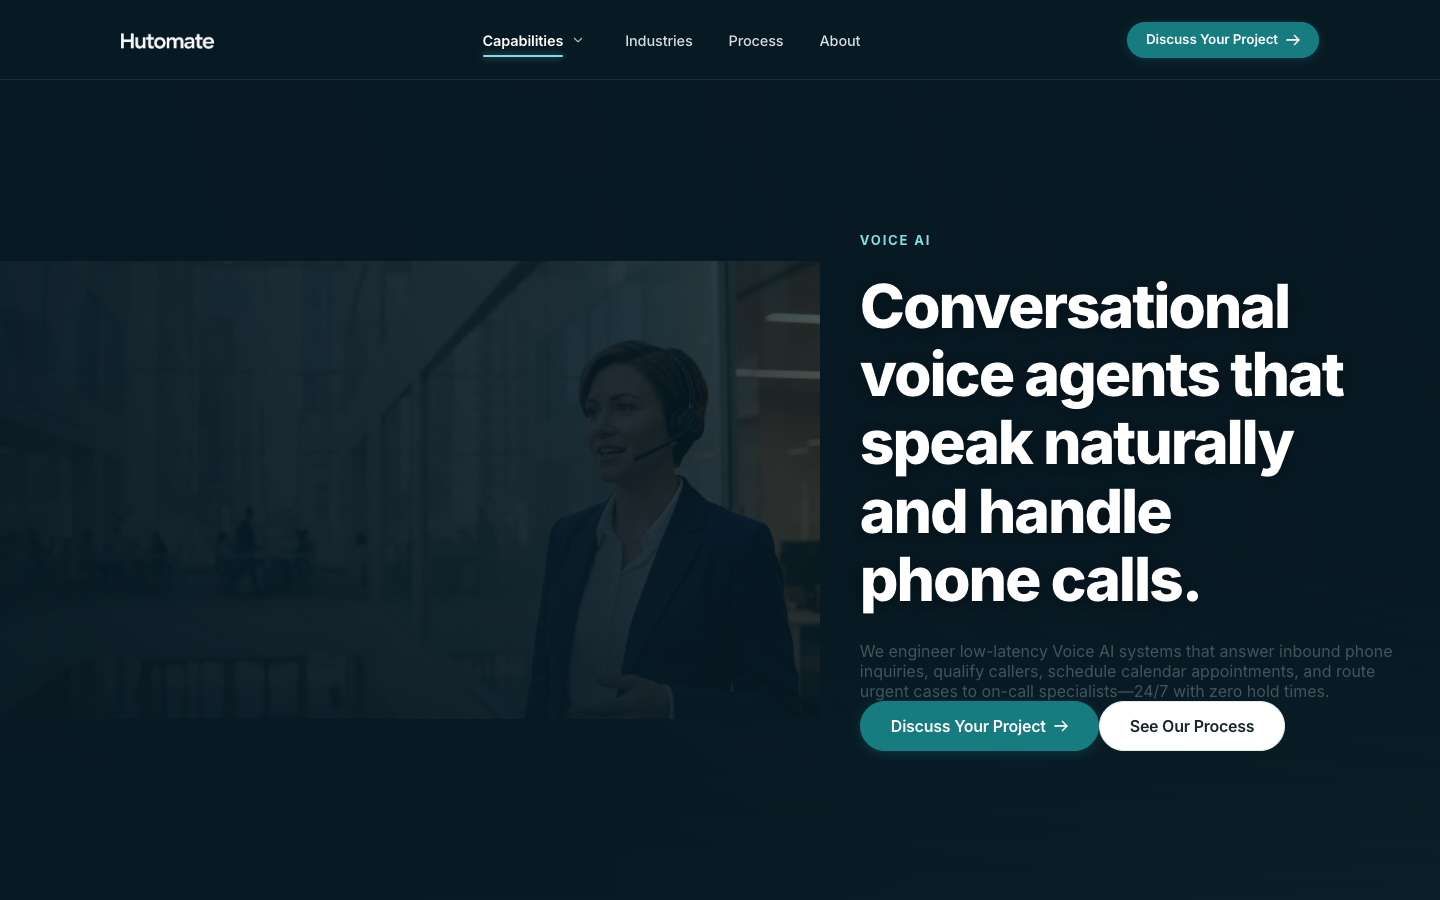 Hutomate
Capabilities
Industries
Process
About
Discuss Your Project
VOICE AI
Conversational
voice agents that
speak naturally
and handle
phone calls.
We engineer low-latency Voice AI systems that answer inbound phone
inquiries, qualify callers, schedule calendar appointments, and route
urgent cases to on-call specialists—24/7 with zero hold times.
Discuss Your Project
See Our Process